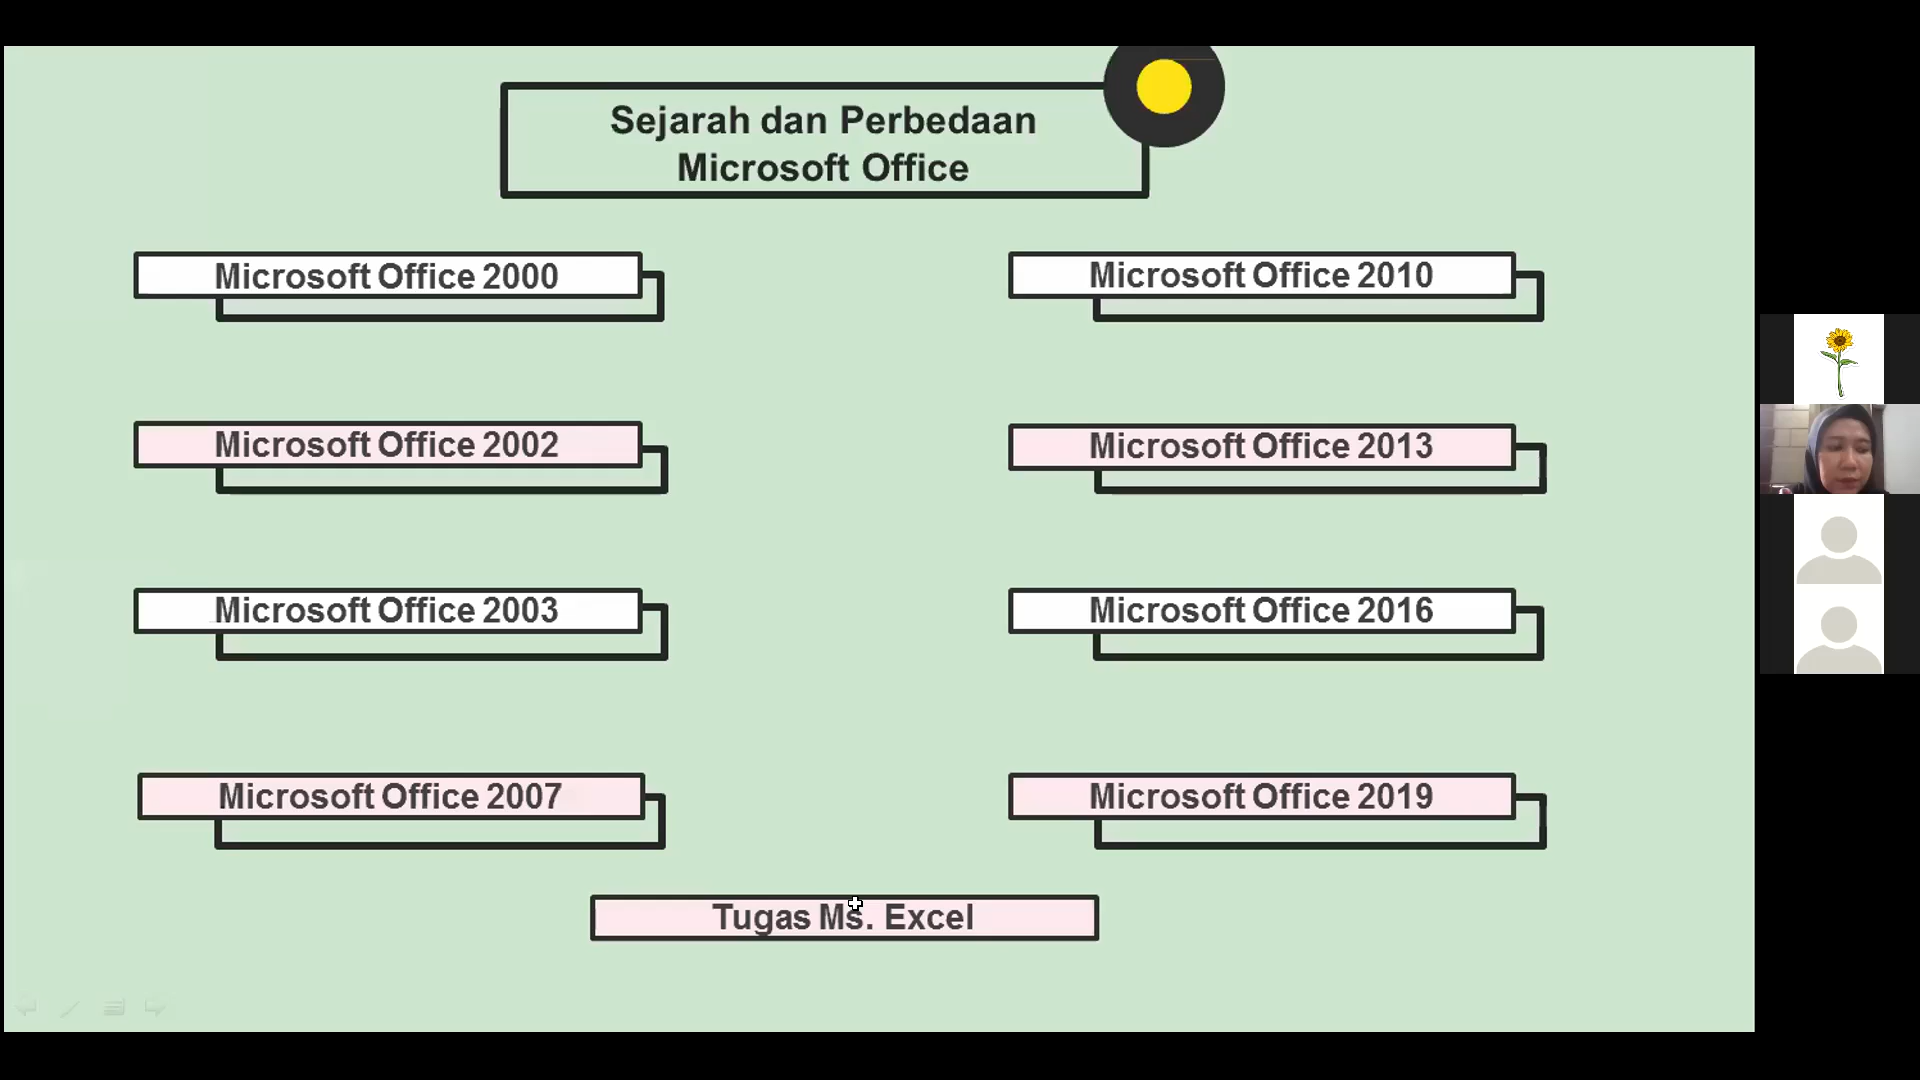 Sejarah dan Perbedaan
Microsoft Office
Microsoft Office 2000
Microsoft Office 2002
Microsoft Office 2003
Microsoft Office 2007
Microsoft Office 2010
Microsoft Office 2013
Microsoft Office 2016
Microsoft Office 2019
Tugas Ms. Excel